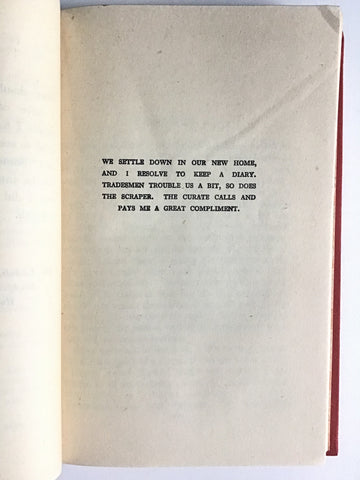 WE SETTLE DOWN IN OUR NEW HOME,
AND I RESOLVE TO KEEP A DIARY.
TRADESMEN TROUBLE US A BIT, SO DOES
THE SCRAPER. THE CURATE CALLS AND
PAYS ME A GREAT COMPLIMENT.